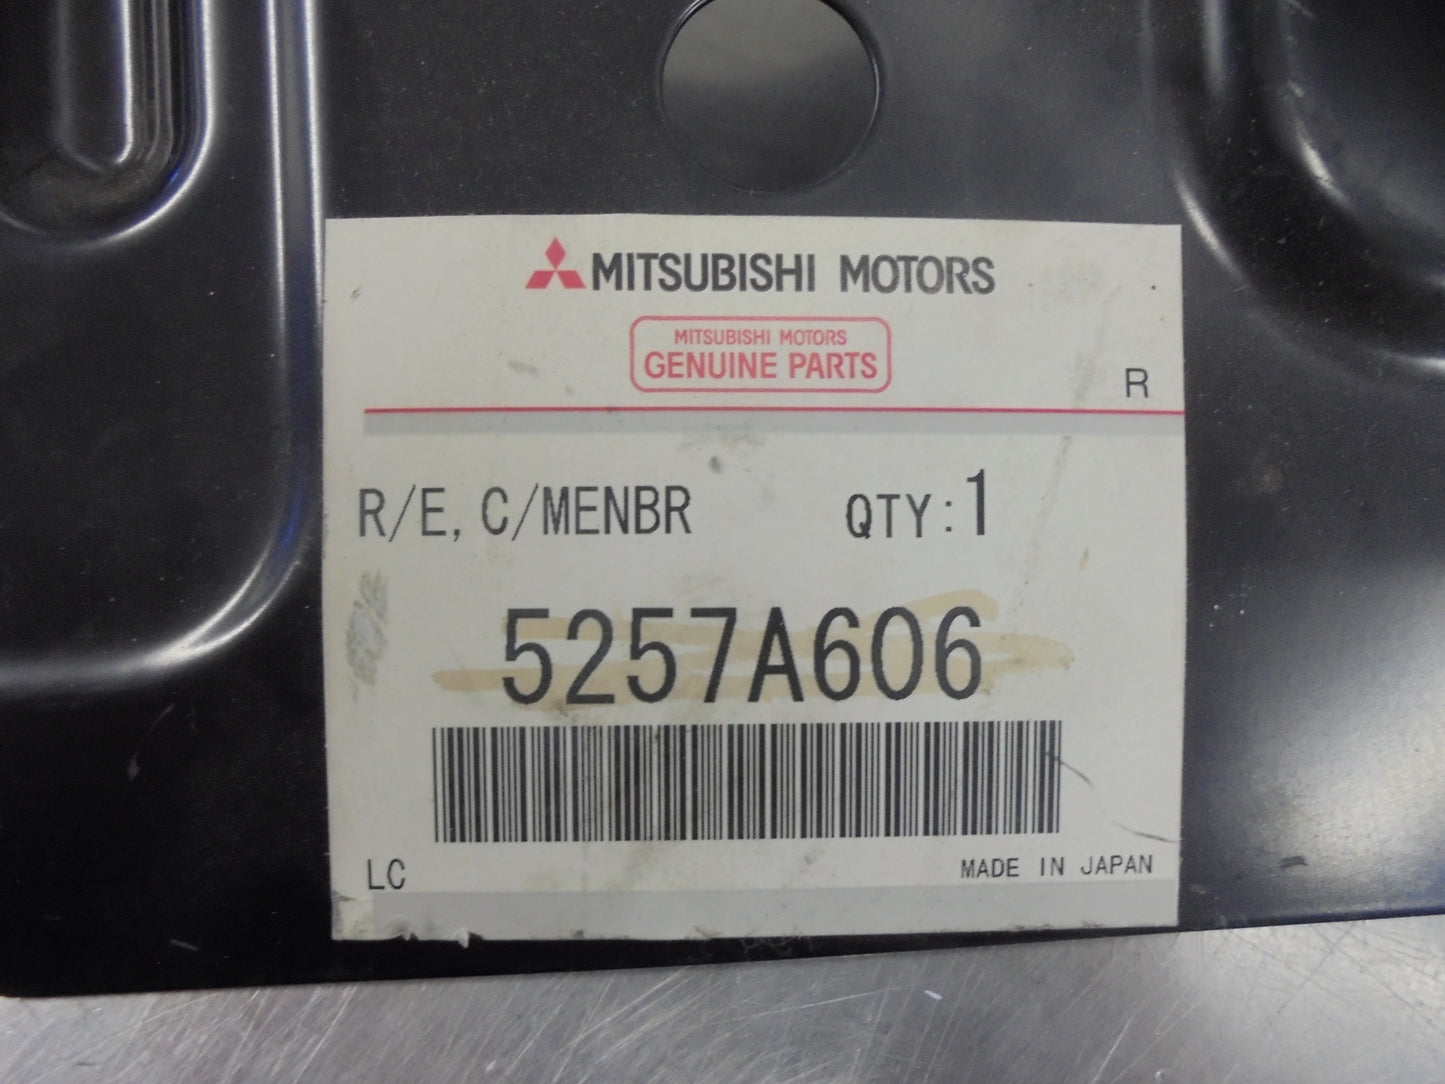 MITSUBISHI MOTORS
MITSUBISHI MOTORS
GENUINE PARTS
R
R/E, C/MENBR QTY:1
5257A606
LC MADE IN JAPAN